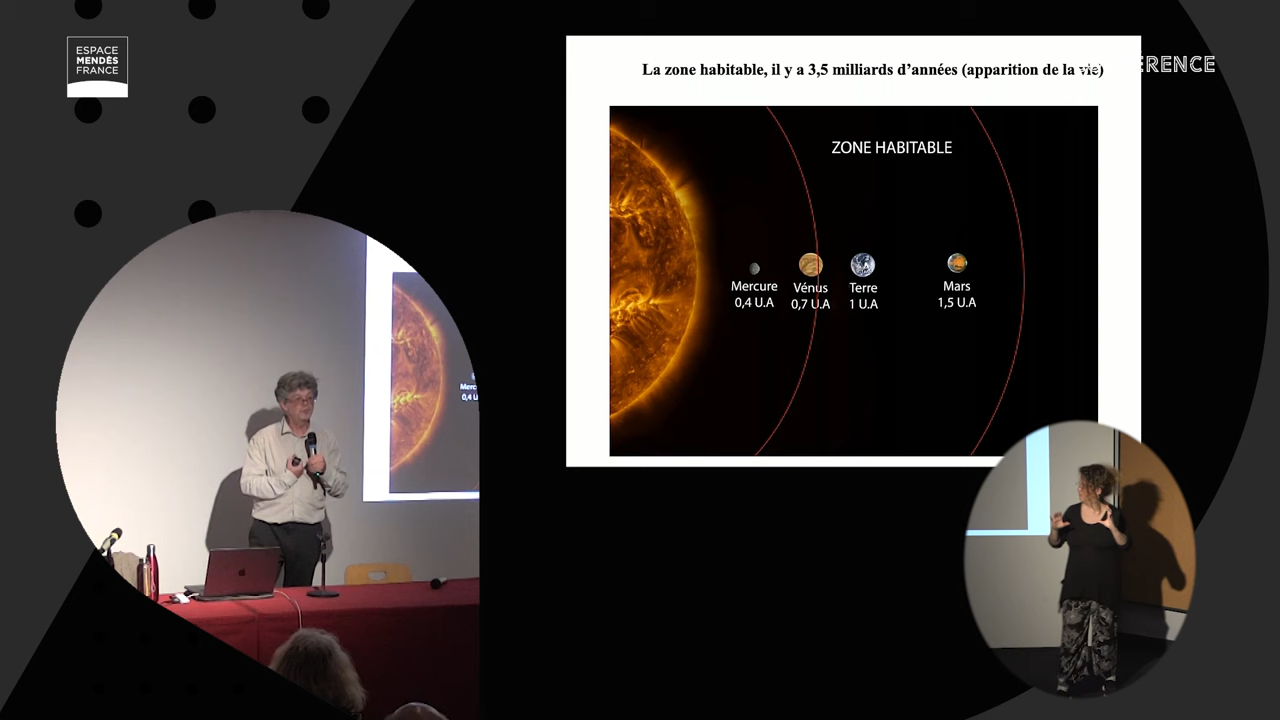 ESPACE
MENDÈS
FRANCE
La zone habitable, il y a 3,5 milliards d’années (apparition de la vie)
ZONE HABITABLE
Mercure
0,4 U.A
Vénus
0,7 U.A
Terre
1 U.A
Mars
1,5 U.A